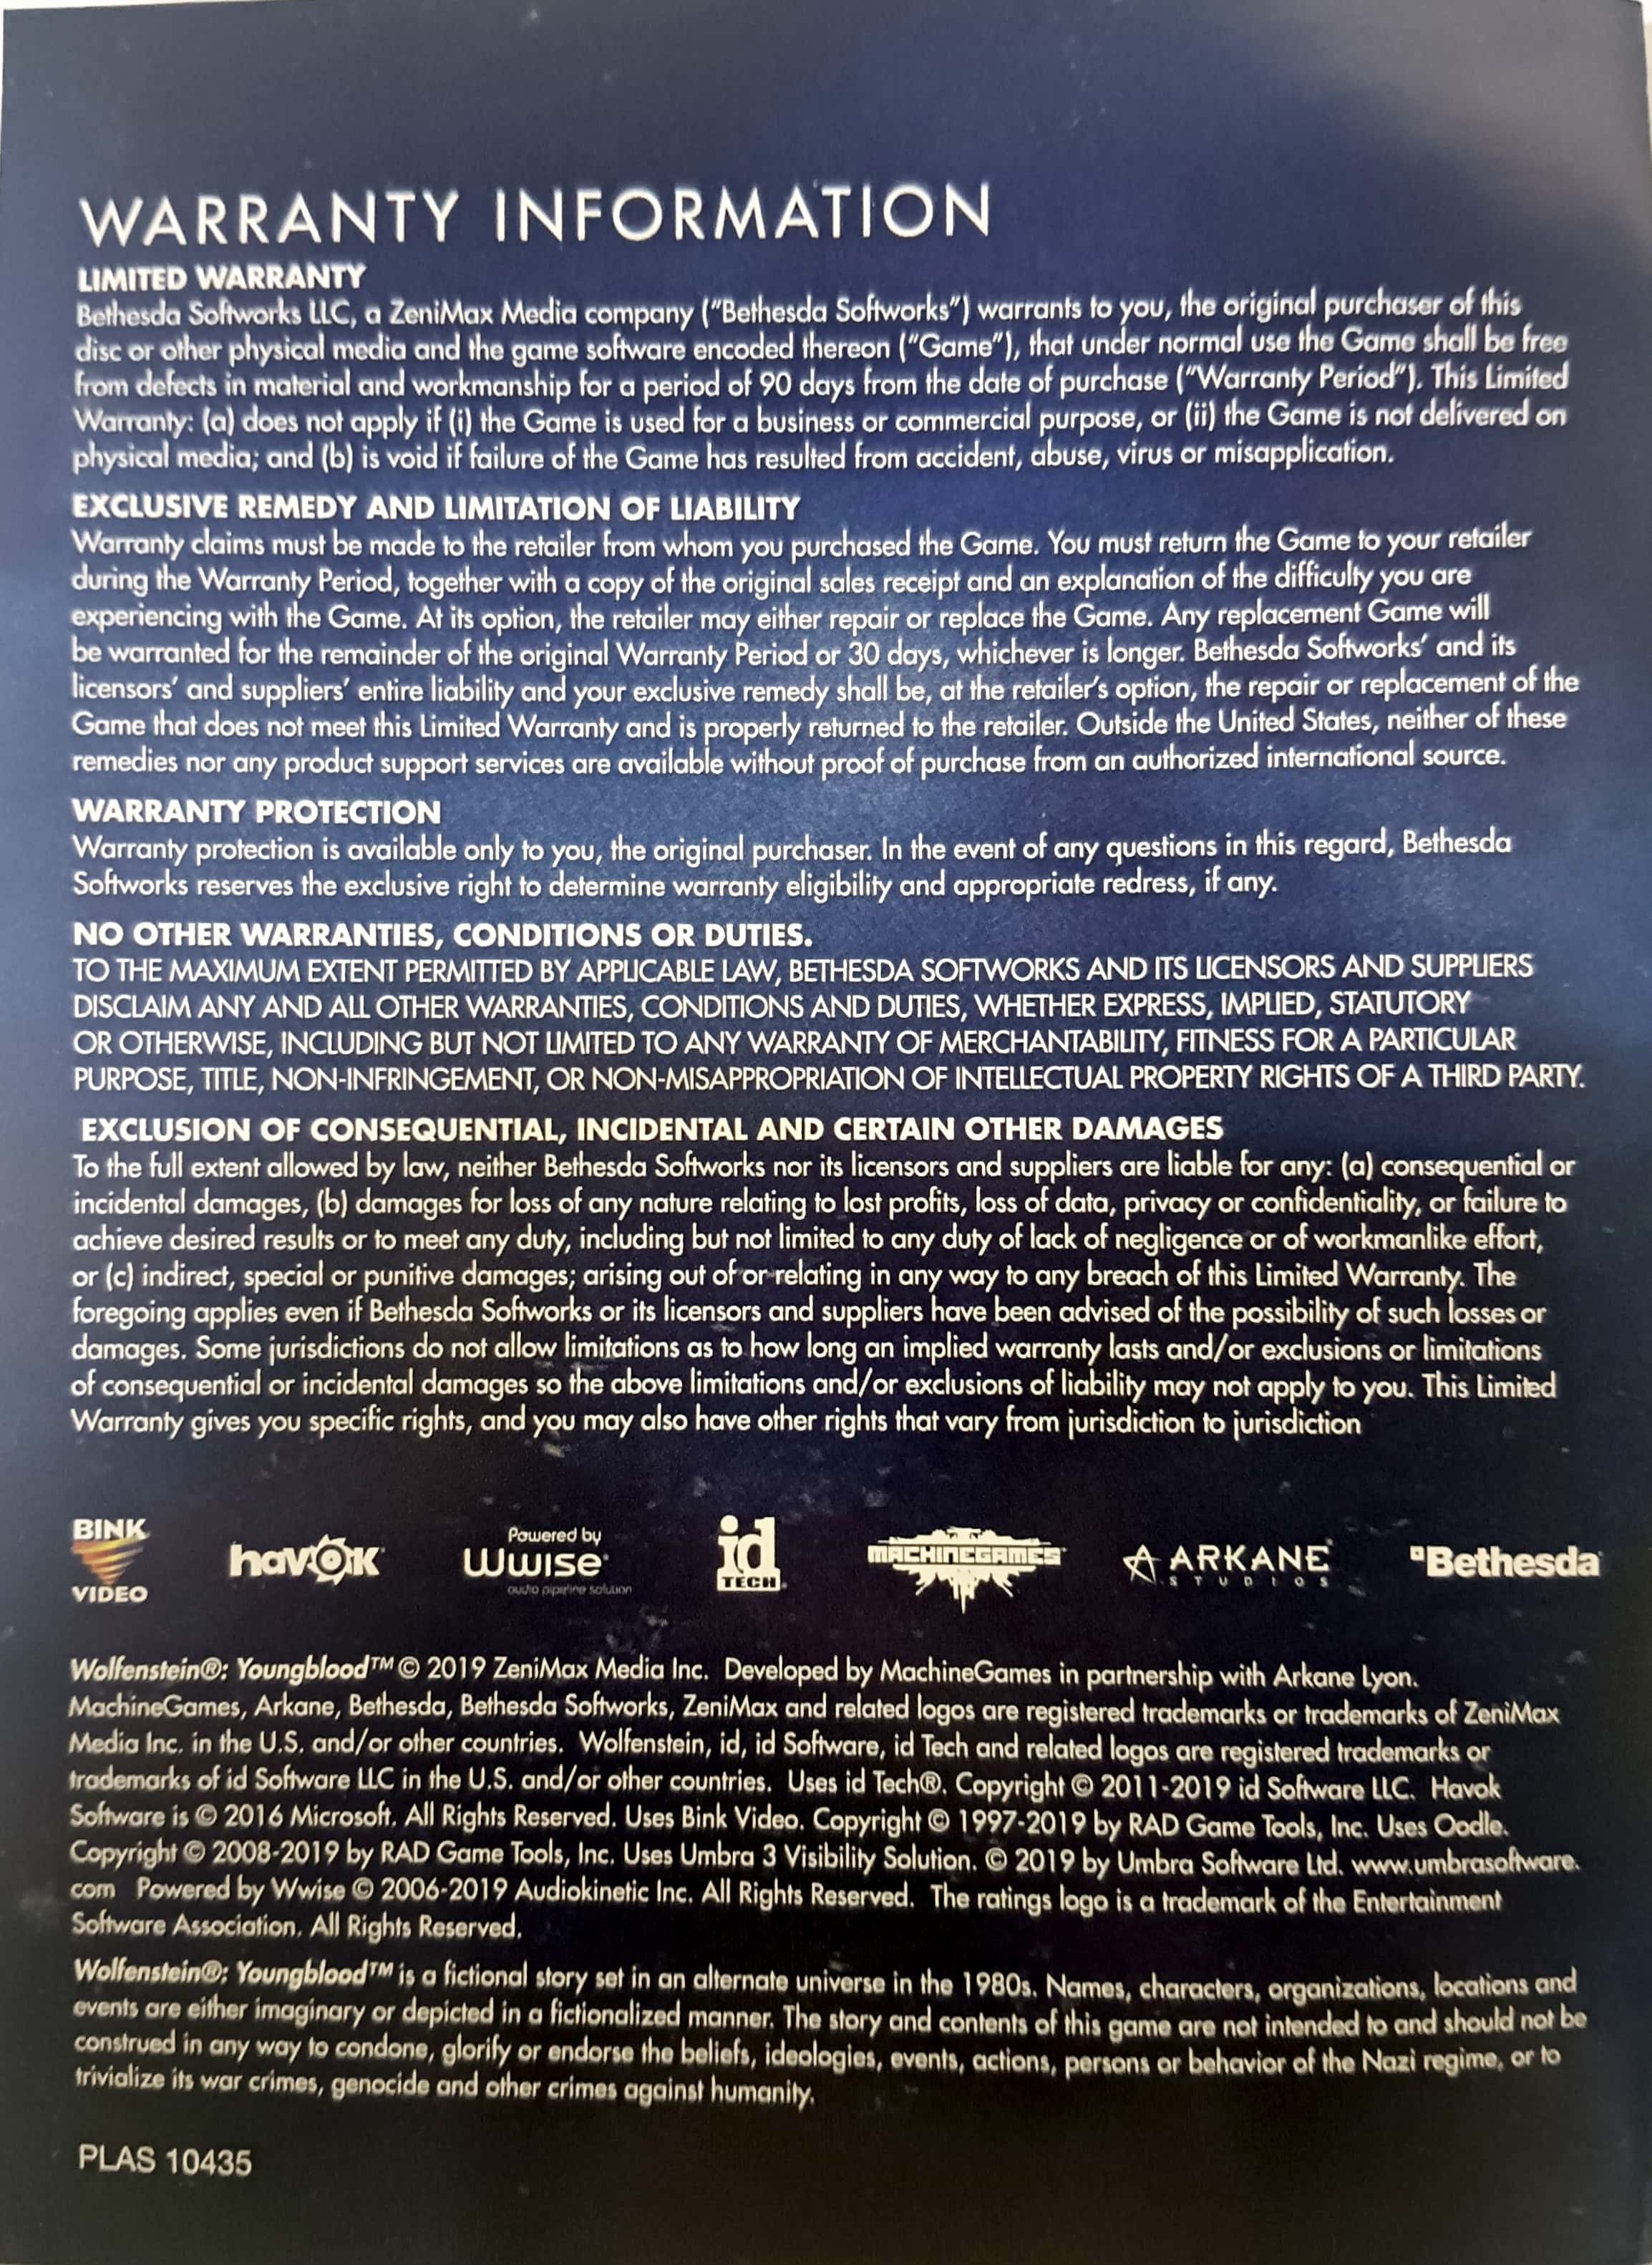 WARRANTY INFORMATION
LIMITED WARRANTY
Bethesda Softworks LLC, a ZeniMax Media company ("Bethesda Softworks") warrants to you, the original purchaser of this
disc or other physical media and the game software encoded thereon ("Game"), that under normal use the Game shall be free
from defects in material and workmanship for a period of 90 days from the date of purchase ("Warranty Period"). This Limited
Warranty: (a) does not apply if (i) the Game is used for a business or commercial purpose, or (ii) the Game is not delivered on
physical media; and (b) is void if failure of the Game has resulted from accident, abuse, virus or misapplication.
EXCLUSIVE REMEDY AND LIMITATION OF LIABILITY
Warranty claims must be made to the retailer from whom you purchased the Game. You must return the Game to your retailer
during the Warranty Period, together with a copy of the original sales receipt and an explanation of the difficulty you are
experiencing with the Game. At its option, the retailer may either repair or replace the Game. Any replacement Game will
be warranted for the remainder of the original Warranty Period or 30 days, whichever is longer. Bethesda Softworks' and its
licensors' and suppliers' entire liability and your exclusive remedy shall be, at the retailer's option, the repair or replacement of the
Game that does not meet this Limited Warranty and is properly returned to the retailer. Outside the United States, neither of these
remedies nor any product support services are available without proof of purchase from an authorized international source.
WARRANTY PROTECTION
Warranty protection is available only to you, the original purchaser. In the event of any questions in this regard, Bethesda
Softworks reserves the exclusive right to determine warranty eligibility and appropriate redress, if any.
NO OTHER WARRANTIES, CONDITIONS OR DUTIES.
TO THE MAXIMUM EXTENT PERMITTED BY APPLICABLE LAW, BETHESDA SOFTWORKS AND ITS LICENSORS AND SUPPLIERS
DISCLAIM ANY AND ALL OTHER WARRANTIES, CONDITIONS AND DUTIES, WHETHER EXPRESS, IMPLIED, STATUTORY
OR OTHERWISE, INCLUDING BUT NOT LIMITED TO ANY WARRANTY OF MERCHANTABILITY, FITNESS FOR A PARTICULAR
PURPOSE, TITLE, NON-INFRINGEMENT, OR NON-MISAPPROPRIATION OF INTELLECTUAL PROPERTY RIGHTS OF A THIRD PARTY.
EXCLUSION OF CONSEQUENTIAL, INCIDENTAL AND CERTAIN OTHER DAMAGES
To the full extent allowed by law, neither Bethesda Softworks nor its licensors and suppliers are liable for any: (a) consequential or
incidental damages, (b) damages for loss of any nature relating to lost profits, loss of data, privacy or confidentiality, or failure to
achieve desired results or to meet any duty, including but not limited to any duty of lack of negligence or of workmanlike effort,
or (c) indirect, special or punitive damages; arising out of or relating in any way to any breach of this Limited Warranty. The
foregoing applies even if Bethesda Softworks or its licensors and suppliers have been advised of the possibility of such losses or
damages. Some jurisdictions do not allow limitations as to how long an implied warranty lasts and/or exclusions or limitations
of consequential or incidental damages so the above limitations and/or exclusions of liability may not apply to you. This Limited
Warranty gives you specific rights, and you may also have other rights that vary from jurisdiction to jurisdiction
BINK
VIDEO
havok
Powered by
Wwise
audio pipeline solution
id
TECH
MACHINEGAMES
ARKANE
STUDIOS
Bethesda
Wolfenstein®: Youngblood™ © 2019 ZeniMax Media Inc. Developed by MachineGames in partnership with Arkane Lyon.
MachineGames, Arkane, Bethesda, Bethesda Softworks, ZeniMax and related logos are registered trademarks or trademarks of ZeniMax
Media Inc. in the U.S. and/or other countries. Wolfenstein, id, id Software, id Tech and related logos are registered trademarks or
trademarks of id Software LLC in the U.S. and/or other countries. Uses id Tech®. Copyright © 2011-2019 id Software LLC. Havok
Software is © 2016 Microsoft. All Rights Reserved. Uses Bink Video. Copyright © 1997-2019 by RAD Game Tools, Inc. Uses Oodle.
Copyright © 2008-2019 by RAD Game Tools, Inc. Uses Umbra 3 Visibility Solution. © 2019 by Umbra Software Ltd. www.umbrasoftware.
com Powered by Wwise © 2006-2019 Audiokinetic Inc. All Rights Reserved. The ratings logo is a trademark of the Entertainment
Software Association. All Rights Reserved.
Wolfenstein®: Youngblood™ is a fictional story set in an alternate universe in the 1980s. Names, characters, organizations, locations and
events are either imaginary or depicted in a fictionalized manner. The story and contents of this game are not intended to and should not be
construed in any way to condone, glorify or endorse the beliefs, ideologies, events, actions, persons or behavior of the Nazi regime, or to
trivialize its war crimes, genocide and other crimes against humanity.
PLAS 10435